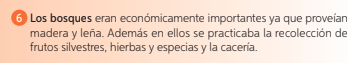 6 Los bosques eran económicamente importantes ya que proveían
madera y leña. Además en ellos se practicaba la recolección de
frutos silvestres, hierbas y especias y la cacería.